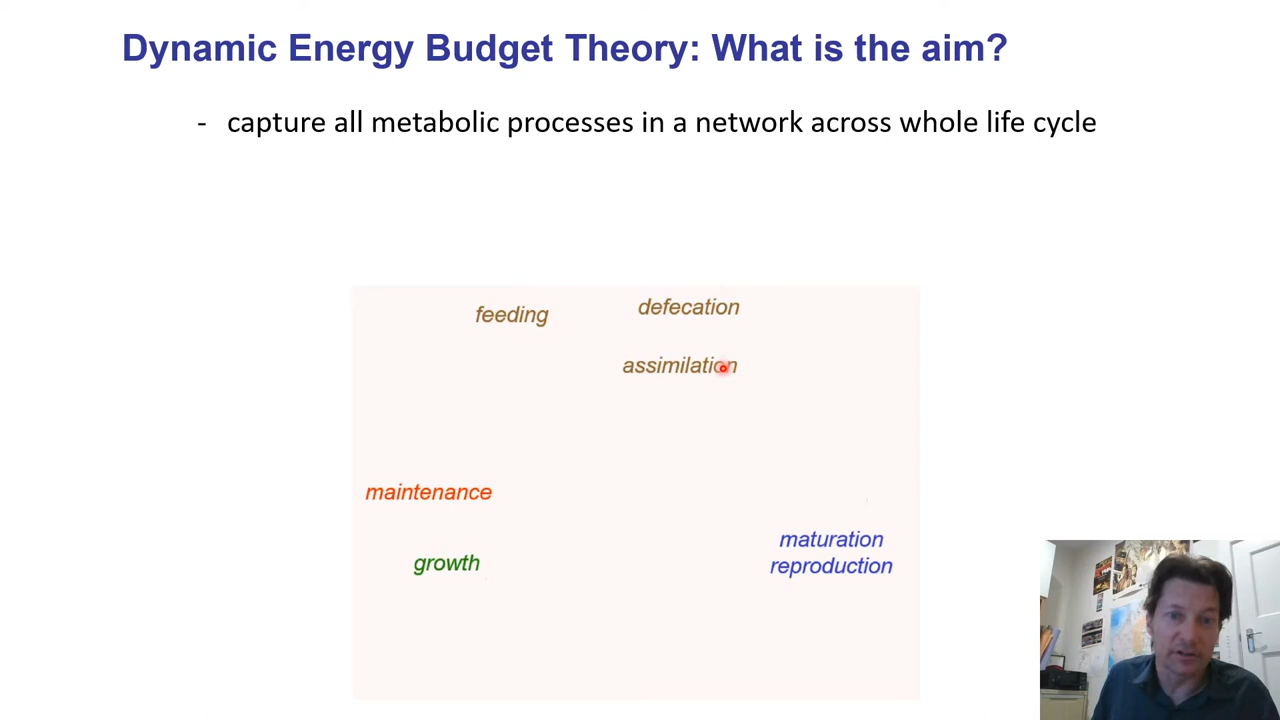 Dynamic Energy Budget Theory: What is the aim?
- capture all metabolic processes in a network across whole life cycle
feeding
defecation
assimilation
maintenance
growth
maturation
reproduction